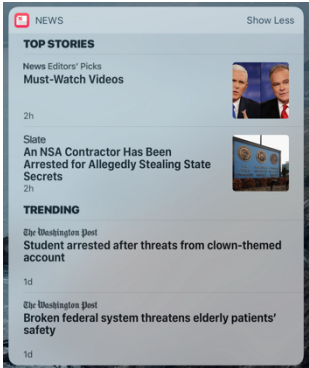 NEWS
Show Less
TOP STORIES
News Editors' Picks
Must-Watch Videos
2h
Slate
An NSA Contractor Has Been
Arrested for Allegedly Stealing State
Secrets
2h
TRENDING
The Washington Post
Student arrested after threats from clown-themed
account
1d
The Washington Post
Broken federal system threatens elderly patients'
safety
1d